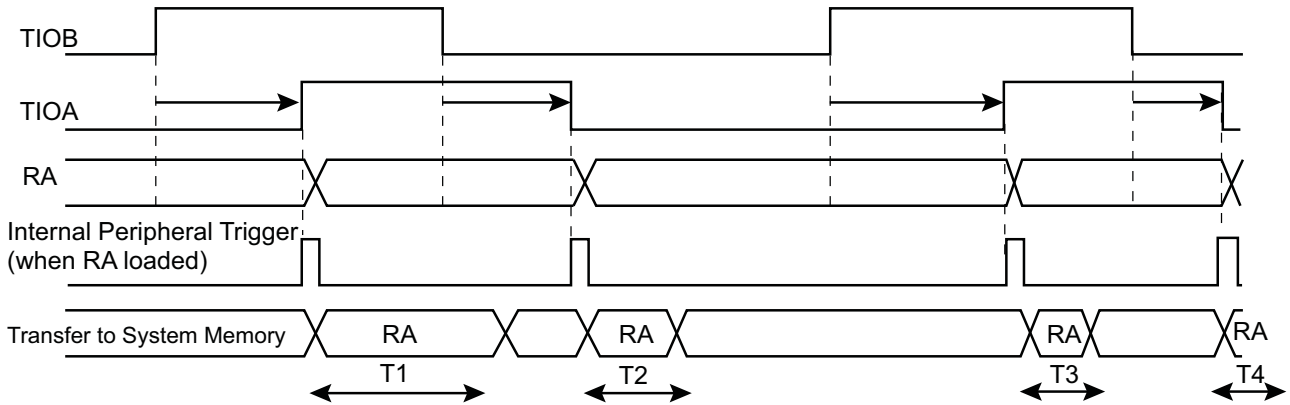 TIOB
TIOA
RA
Internal Peripheral Trigger
(when RA loaded)
Transfer to System Memory
RA
RA
RA
RA
T1
T2
T3
T4